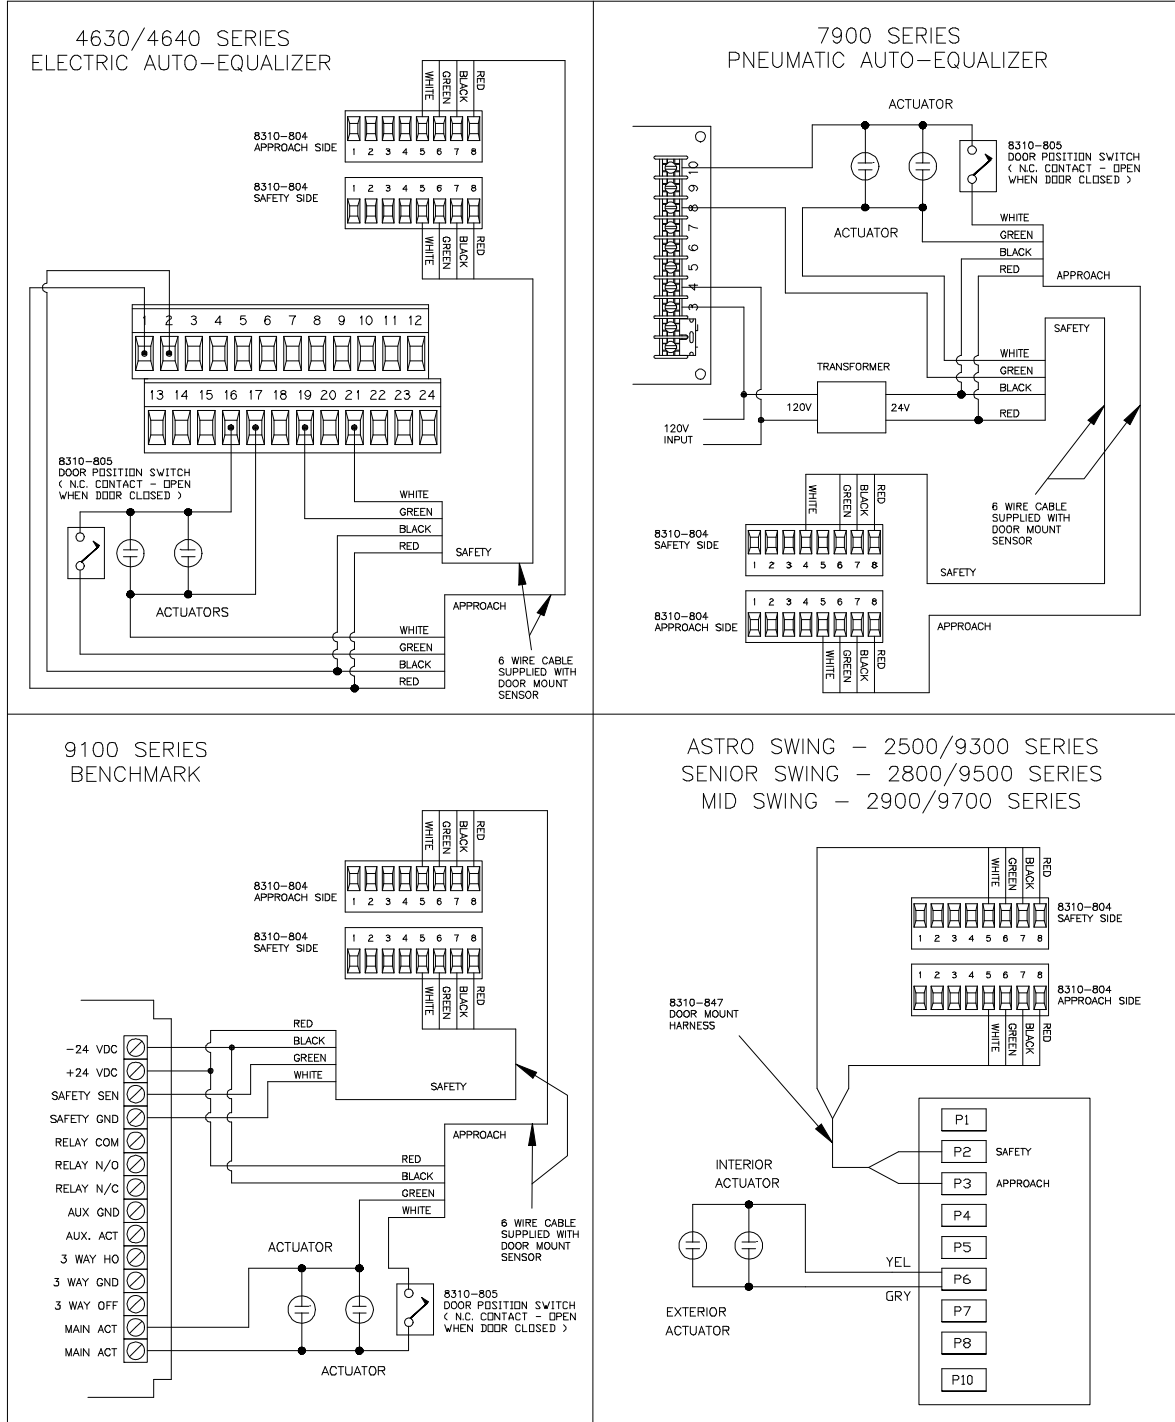 4630/4640 SERIES
ELECTRIC AUTO-EQUALIZER
WHITE
GREEN
BLACK
RED
8310-804
APPROACH SIDE
1 2 3 4 5 6 7 8
8310-804
SAFETY SIDE
1 2 3 4 5 6 7 8
WHITE
GREEN
BLACK
RED
1 2 3 4 5 6 7 8 9 10 11 12
13 14 15 16 17 18 19 20 21 22 23 24
8310-805
DOOR POSITION SWITCH
( N.C. CONTACT - OPEN
WHEN DOOR CLOSED )
WHITE
GREEN
BLACK
RED
SAFETY
ACTUATORS
APPROACH
WHITE
GREEN
BLACK
RED
6 WIRE CABLE
SUPPLIED WITH
DOOR MOUNT
SENSOR
7900 SERIES
PNEUMATIC AUTO-EQUALIZER
ACTUATOR
8310-805
DOOR POSITION SWITCH
( N.C. CONTACT - OPEN
WHEN DOOR CLOSED )
10
9
8
7
6
5
4
3
ACTUATOR
WHITE
GREEN
BLACK
RED
APPROACH
SAFETY
WHITE
GREEN
BLACK
RED
TRANSFORMER
120V
24V
120V
INPUT
6 WIRE CABLE
SUPPLIED WITH
DOOR MOUNT
SENSOR
WHITE
GREEN
BLACK
RED
8310-804
SAFETY SIDE
1 2 3 4 5 6 7 8
SAFETY
8310-804
APPROACH SIDE
1 2 3 4 5 6 7 8
APPROACH
WHITE
GREEN
BLACK
RED
9100 SERIES
BENCHMARK
WHITE
GREEN
BLACK
RED
8310-804
APPROACH SIDE
1 2 3 4 5 6 7 8
8310-804
SAFETY SIDE
1 2 3 4 5 6 7 8
WHITE
GREEN
BLACK
RED
RED
BLACK
GREEN
WHITE
SAFETY
-24 VDC
+24 VDC
SAFETY SEN
SAFETY GND
RELAY COM
RELAY N/O
RELAY N/C
AUX GND
AUX. ACT
3 WAY HO
3 WAY GND
3 WAY OFF
MAIN ACT
MAIN ACT
APPROACH
RED
BLACK
GREEN
WHITE
6 WIRE CABLE
SUPPLIED WITH
DOOR MOUNT
SENSOR
ACTUATOR
8310-805
DOOR POSITION SWITCH
( N.C. CONTACT - OPEN
WHEN DOOR CLOSED )
ACTUATOR
ASTRO SWING - 2500/9300 SERIES
SENIOR SWING - 2800/9500 SERIES
MID SWING - 2900/9700 SERIES
WHITE
GREEN
BLACK
RED
8310-804
SAFETY SIDE
1 2 3 4 5 6 7 8
1 2 3 4 5 6 7 8
8310-804
APPROACH SIDE
WHITE
GREEN
BLACK
RED
8310-847
DOOR MOUNT
HARNESS
P1
P2 SAFETY
P3 APPROACH
P4
P5
P6
P7
P8
P10
INTERIOR
ACTUATOR
YEL
GRY
EXTERIOR
ACTUATOR